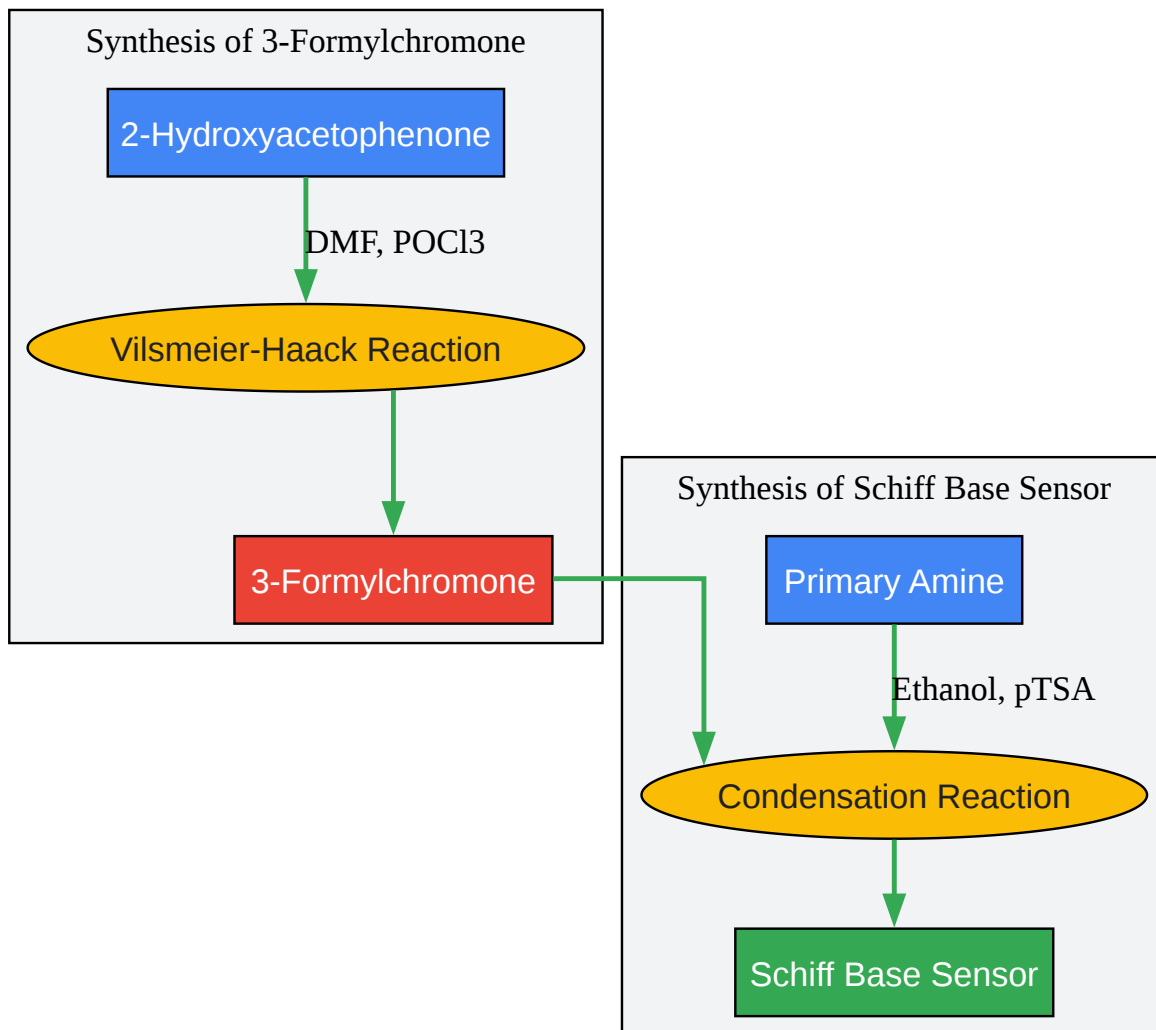 Synthesis of 3-Formylchromone
2-Hydroxyacetophenone
DMF, POCl3
Vilsmeier-Haack Reaction
3-Formylchromone
Synthesis of Schiff Base Sensor
Primary Amine
Ethanol, pTSA
Condensation Reaction
Schiff Base Sensor